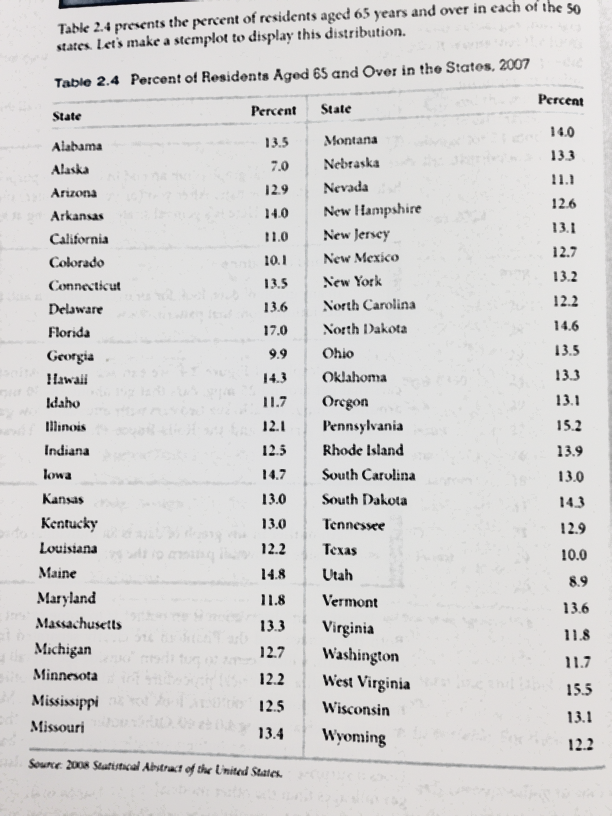 Table 2.4 presents the percent of residents aged 65 years and over in each of the 50
states. Let's make a stemplot to display this distribution.
Table 2.4 Percent of Residents Aged 65 and Over in the States, 2007
State Percent State Percent
Alabama 13.5 Montana 14.0
Alaska 7.0 Nebraska 13.3
Arizona 12.9 Nevada 11.1
Arkansas 14.0 New Hampshire 12.6
California 11.0 New Jersey 13.1
Colorado 10.1 New Mexico 12.7
Connecticut 13.5 New York 13.2
Delaware 13.6 North Carolina 12.2
Florida 17.0 North Dakota 14.6
Georgia 9.9 Ohio 13.5
Hawaii 14.3 Oklahoma 13.3
Idaho 11.7 Oregon 13.1
Illinois 12.1 Pennsylvania 15.2
Indiana 12.5 Rhode Island 13.9
Iowa 14.7 South Carolina 13.0
Kansas 13.0 South Dakota 14.3
Kentucky 13.0 Tennessee 12.9
Louisiana 12.2 Texas 10.0
Maine 14.8 Utah 8.9
Maryland 11.8 Vermont 13.6
Massachusetts 13.3 Virginia 11.8
Michigan 12.7 Washington 11.7
Minnesota 12.2 West Virginia 15.5
Mississippi 12.5 Wisconsin 13.1
Missouri 13.4 Wyoming 12.2
Source: 2008 Statistical Abstract of the United States.